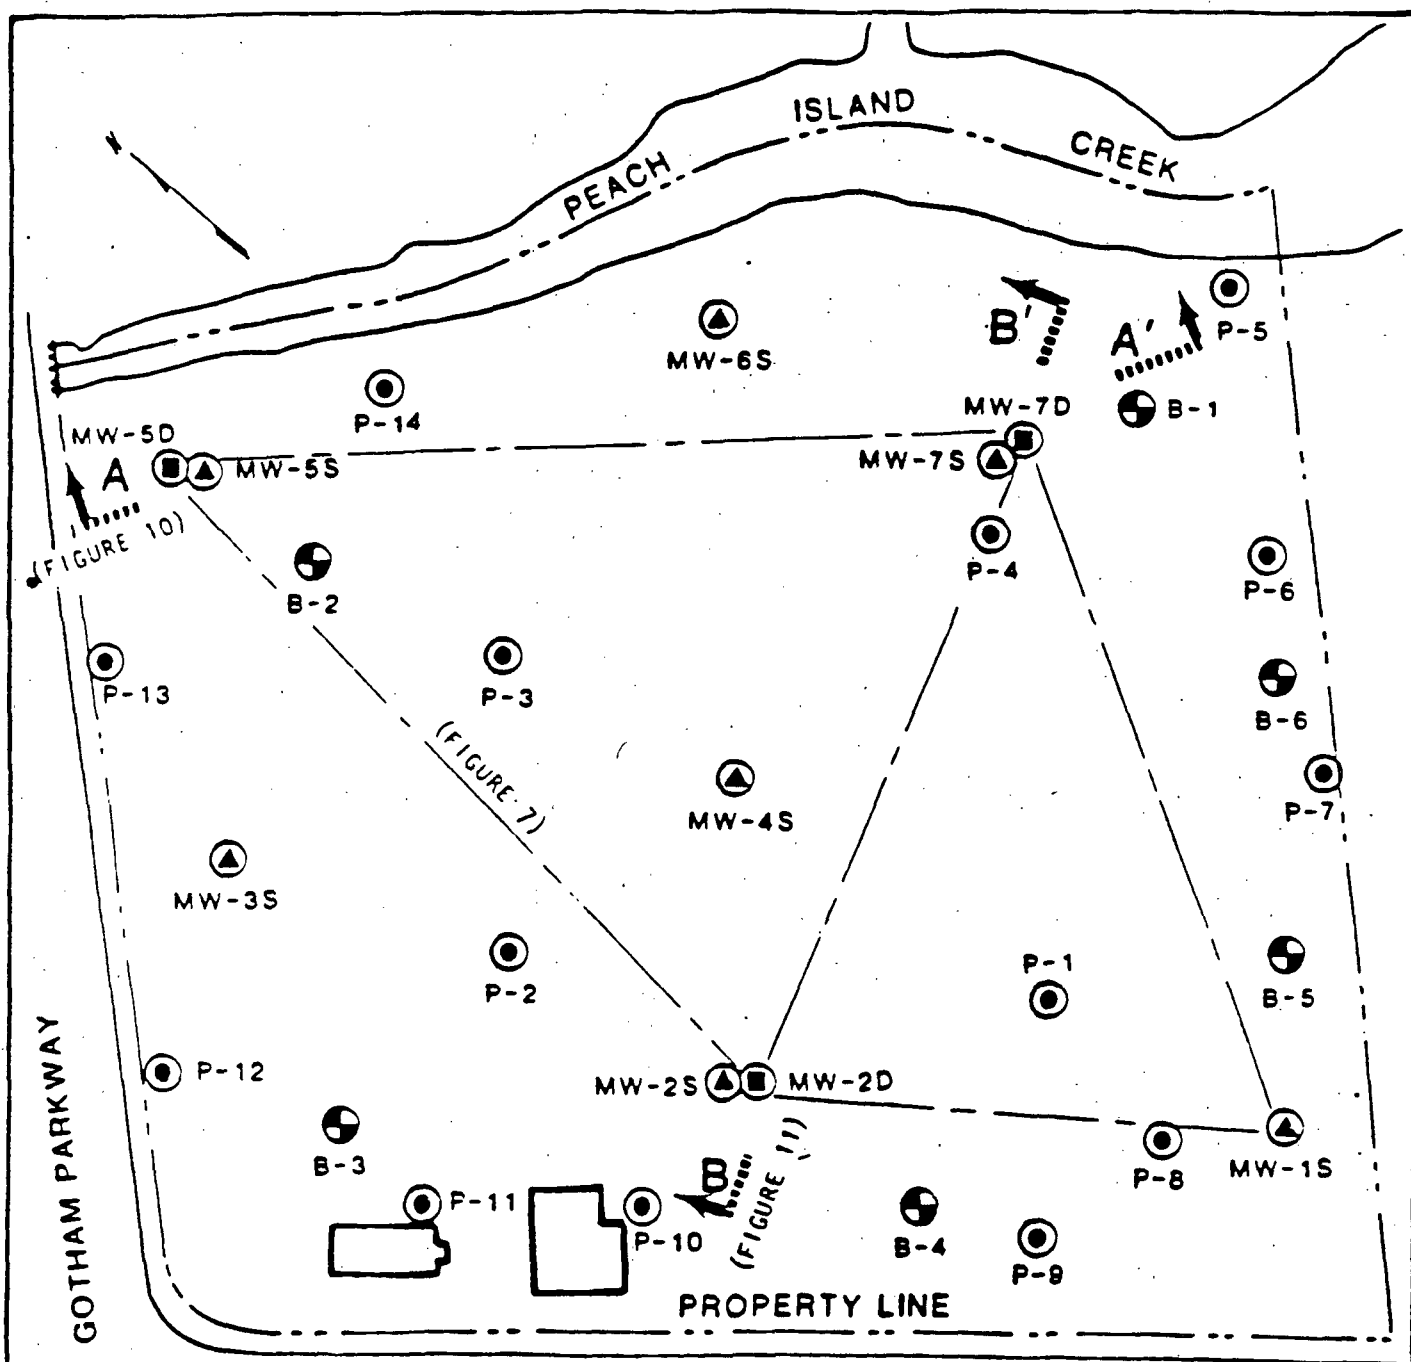 ISLAND
PEACH
CREEK
N
B'
A'
P-5
MW-6S
MW-7D
B-1
P-14
MW-5D
MW-7S
A
MW-5S
(FIGURE 10)
P-4
P-6
B-2
P-13
P-3
B-6
(FIGURE 7)
P-7
MW-4S
MW-3S
P-1
P-2
B-5
GOTHAM PARKWAY
P-12
MW-2S
MW-2D
B-3
B
(FIGURE 11)
P-8
MW-1S
P-11
P-10
B-4
P-9
PROPERTY LINE